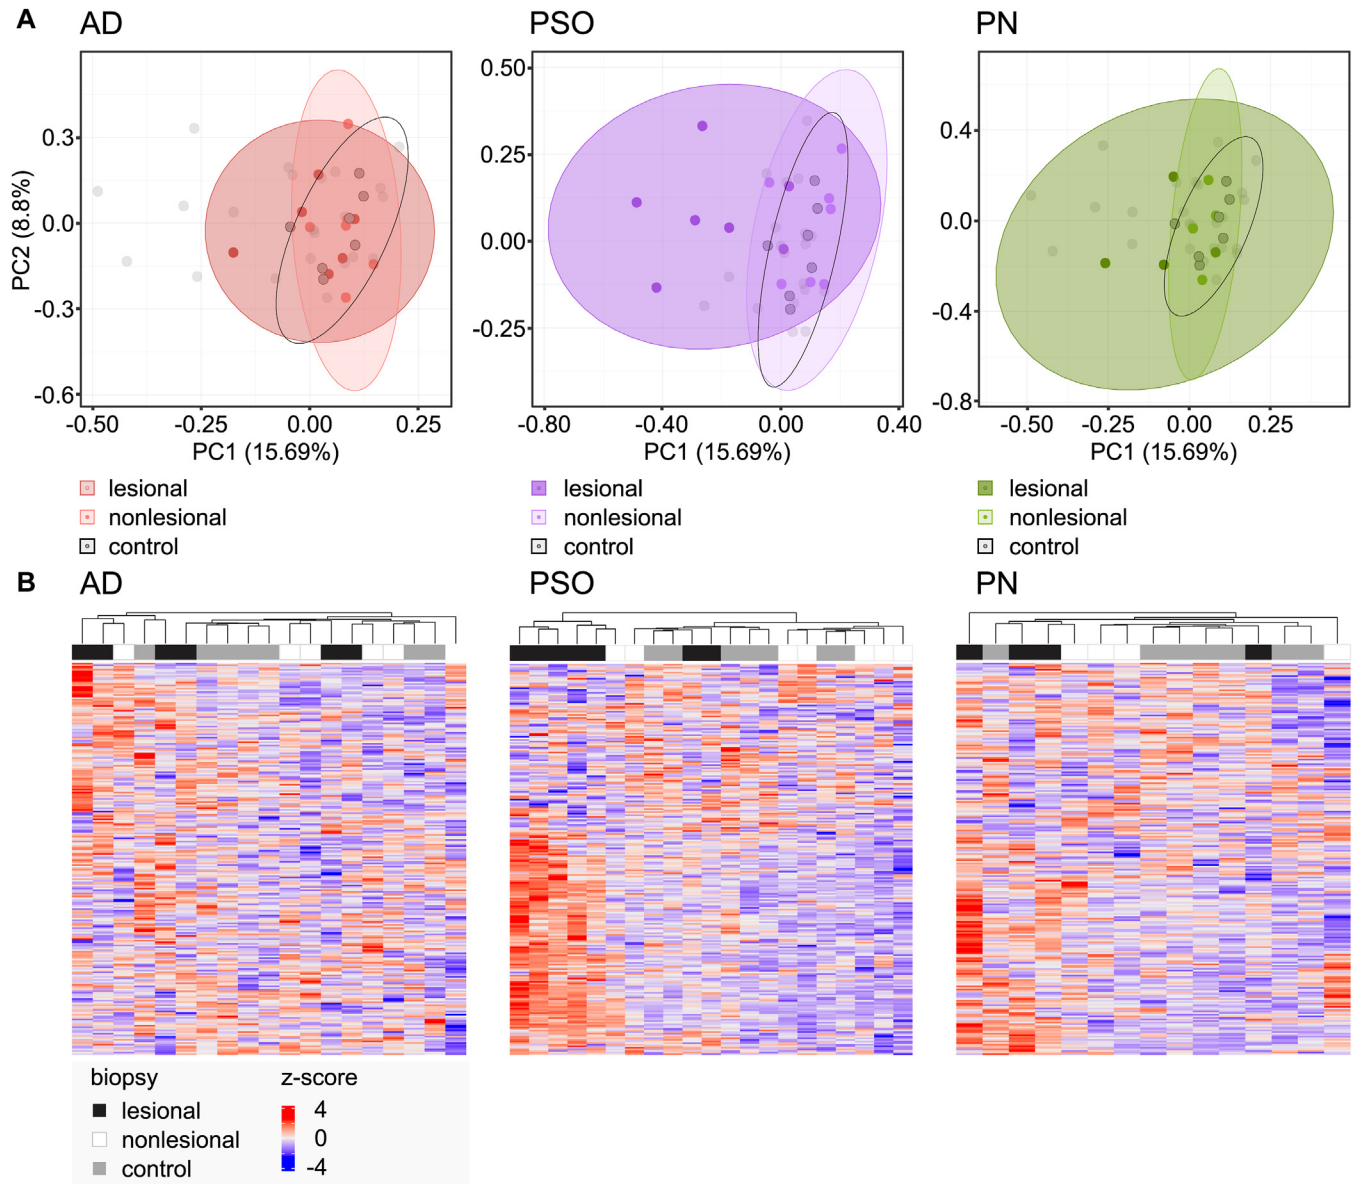 A AD PSO PN
PC2 (8.8%)
0.3
0.0
-0.3
-0.6
-0.50 -0.25 0.00 0.25
PC1 (15.69%)
0.50
0.25
0.00
-0.25
-0.80 -0.40 0.00 0.40
PC1 (15.69%)
0.4
0.0
-0.4
-0.8
-0.50 -0.25 0.00 0.25
PC1 (15.69%)
lesional
nonlesional
control
lesional
nonlesional
control
lesional
nonlesional
control
B AD PSO PN
biopsy
lesional
nonlesional
control
z-score
4
0
-4